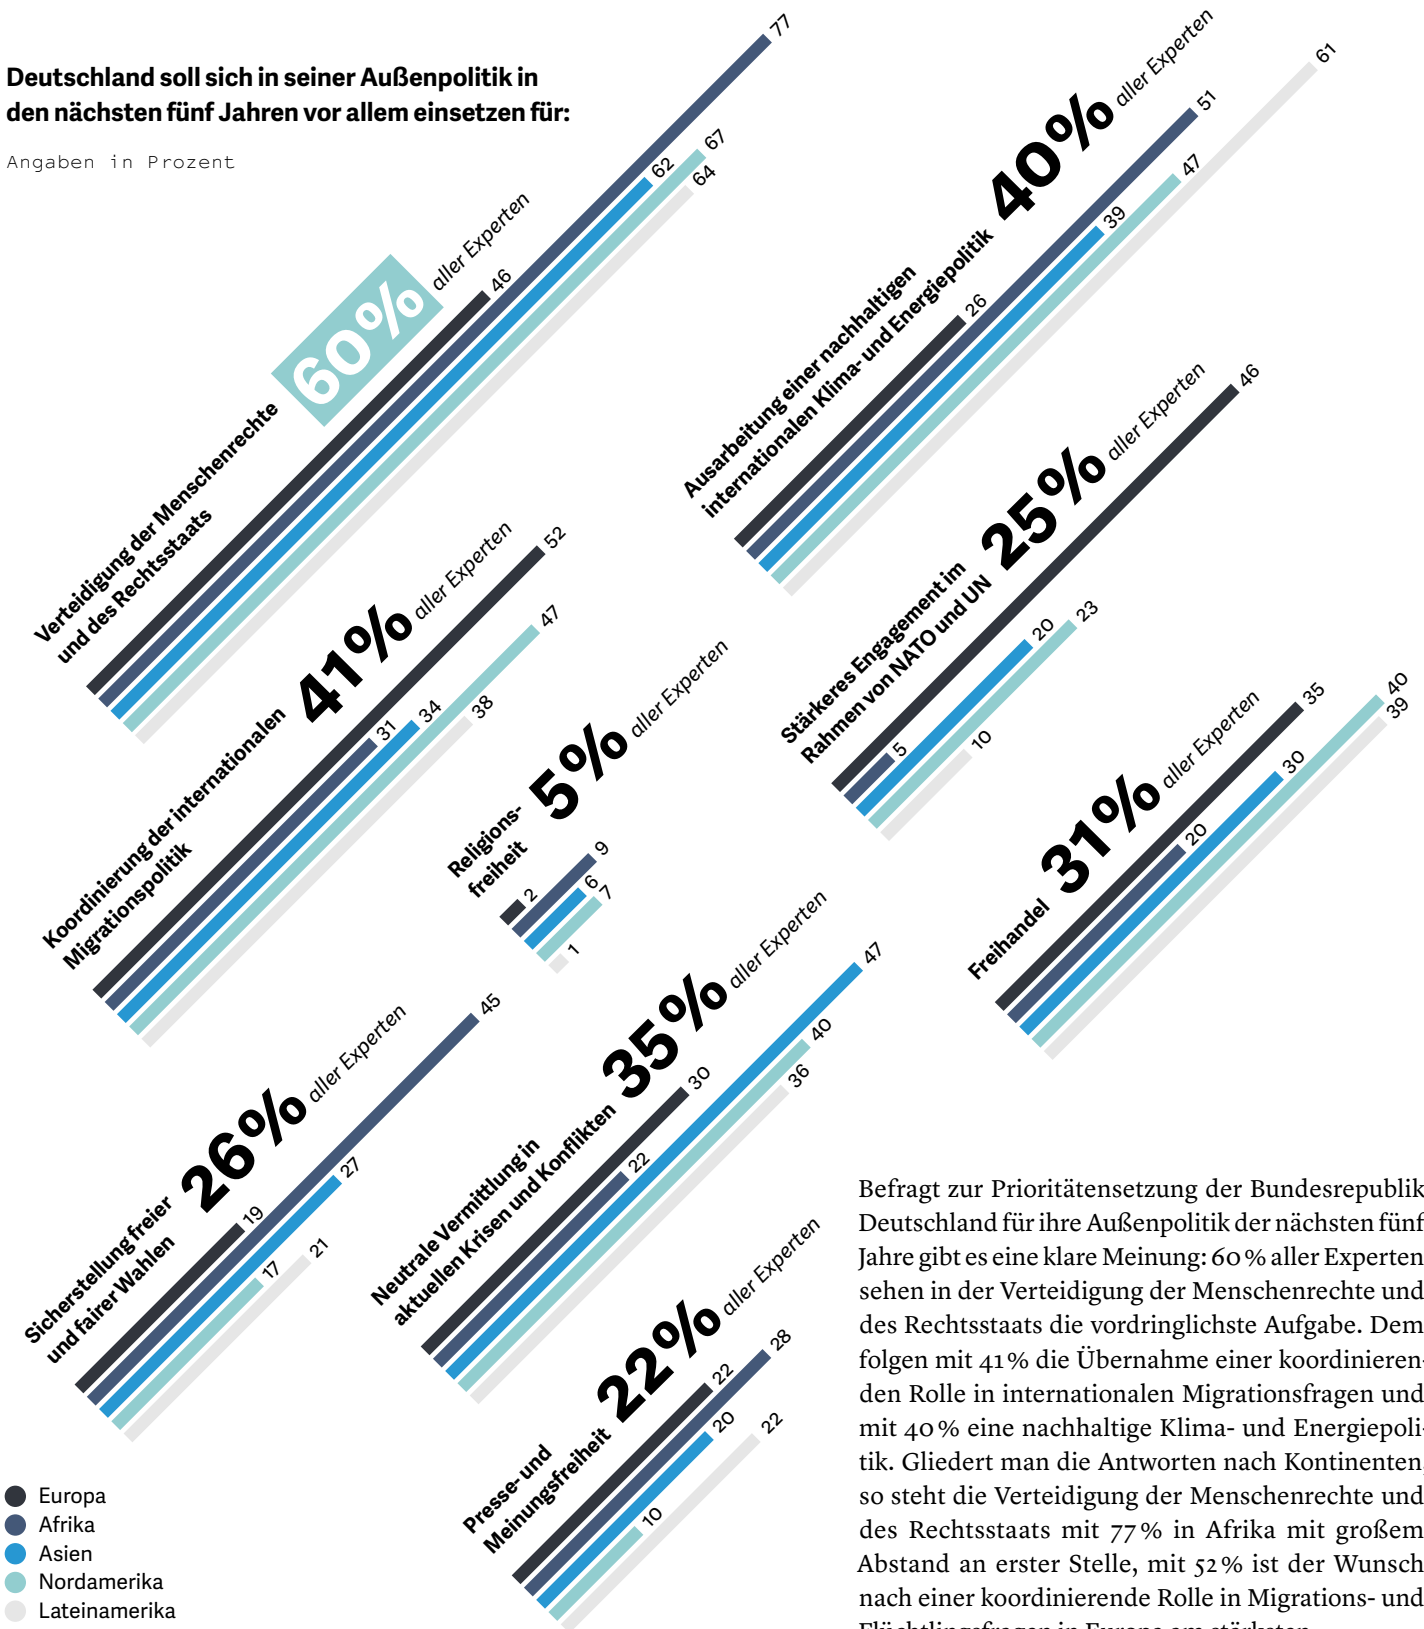 Deutschland soll sich in seiner Außenpolitik in
den nächsten fünf Jahren vor allem einsetzen für:
Angaben in Prozent
Verteidigung der Menschenrechte
und des Rechtsstaats
60%
aller Experten
46
77
62
67
64
Ausarbeitung einer nachhaltigen
internationalen Klima- und Energiepolitik
40%
aller Experten
26
51
39
47
61
Koordinierung der internationalen
Migrationspolitik
41%
aller Experten
52
31
34
47
38
Stärkeres Engagement im
Rahmen von NATO und UN
25%
aller Experten
46
5
20
23
10
Religions-
freiheit
5%
aller Experten
2
9
6
7
1
Freihandel
31%
aller Experten
35
20
30
40
39
Sicherstellung freier
und fairer Wahlen
26%
aller Experten
19
45
27
17
21
Neutrale Vermittlung in
aktuellen Krisen und Konflikten
35%
aller Experten
30
22
47
40
36
Presse- und
Meinungsfreiheit
22%
aller Experten
22
28
20
10
22
Europa
Afrika
Asien
Nordamerika
Lateinamerika
Befragt zur Prioritätensetzung der Bundesrepublik
Deutschland für ihre Außenpolitik der nächsten fünf
Jahre gibt es eine klare Meinung: 60 % aller Experten
sehen in der Verteidigung der Menschenrechte und
des Rechtsstaats die vordringlichste Aufgabe. Dem
folgen mit 41 % die Übernahme einer koordinieren-
den Rolle in internationalen Migrationsfragen und
mit 40 % eine nachhaltige Klima- und Energiepoli-
tik. Gliedert man die Antworten nach Kontinenten,
so steht die Verteidigung der Menschenrechte und
des Rechtsstaats mit 77 % in Afrika mit großem
Abstand an erster Stelle, mit 52 % ist der Wunsch
nach einer koordinierende Rolle in Migrations- und
Flüchtlingsfragen in Europa am stärksten